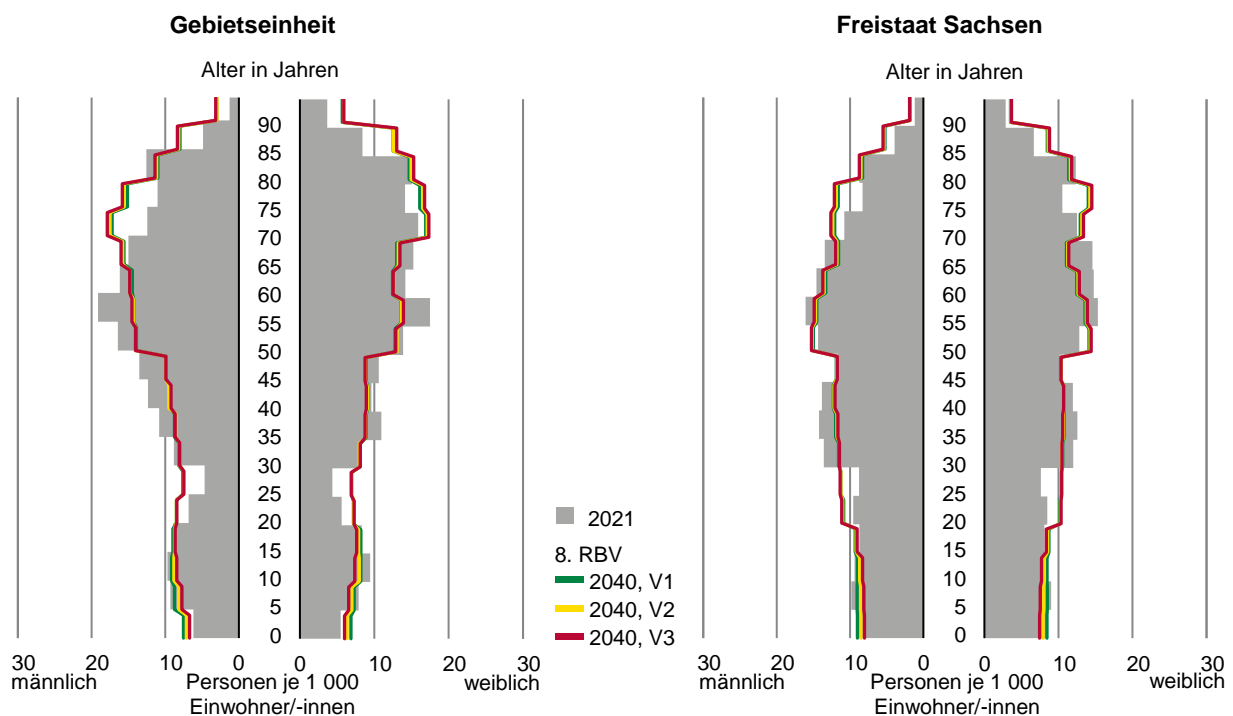 Gebietseinheit
Alter in Jahren
90
85
80
75
70
65
60
55
50
45
40
35
30
25
20
15
10
5
0
30 20 10 0 0 10 20 30
männlich Personen je 1 000 weiblich
Einwohner/-innen
2021
8. RBV
2040, V1
2040, V2
2040, V3
Freistaat Sachsen
Alter in Jahren
90
85
80
75
70
65
60
55
50
45
40
35
30
25
20
15
10
5
0
30 20 10 0 0 10 20 30
männlich Personen je 1 000 weiblich
Einwohner/-innen